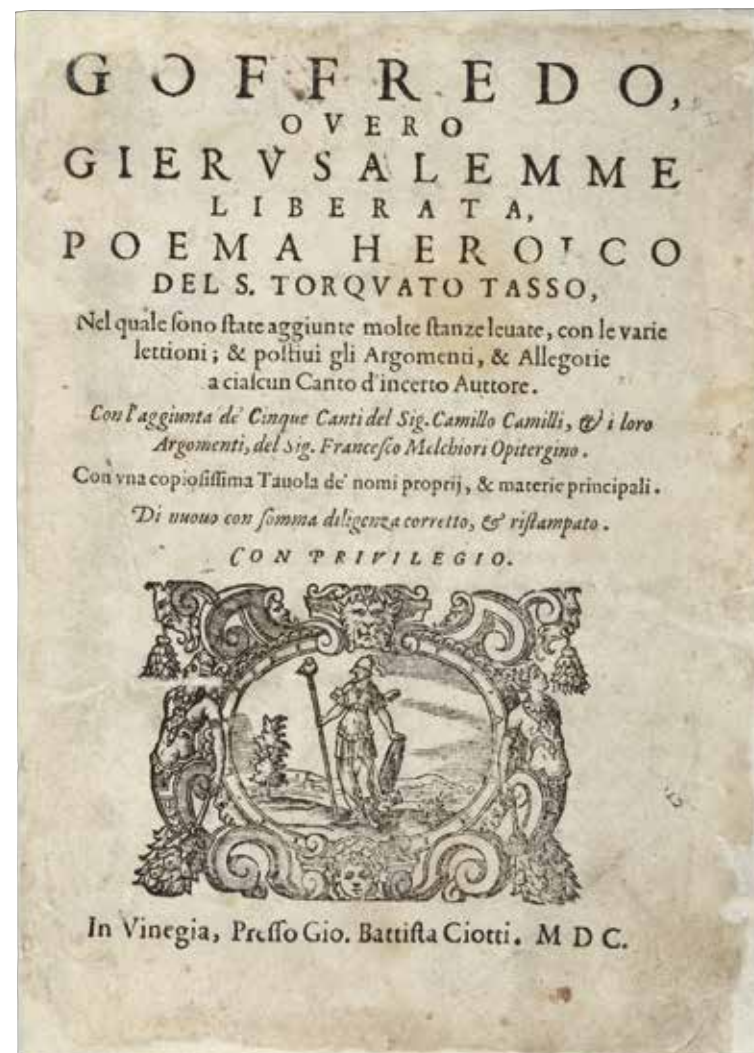 GOFFREDO,
OVERO
GIERVSALEMME
LIBERATA,
POEMA HEROICO
DEL S. TORQVATO TASSO,
Nel quale ſono ſtate aggiunte molte ſtanze leuate, con le varie
lettioni; & poſtiui gli Argomenti, & Allegorie
a ciaſcun Canto d'incerto Auttore.
Con l'aggiunta de' Cinque Canti del Sig. Camillo Camilli, & i loro
Argomenti, del Sig. Franceſco Melchiori Opitergino.
Con vna copioſiſſima Tauola de' nomi proprij, & materie principali.
Di nuouo con ſomma diligenza corretto, & riſtampato.
CON PRIVILEGIO.
In Vinegia, Preſſo Gio. Battiſta Ciotti. M D C.